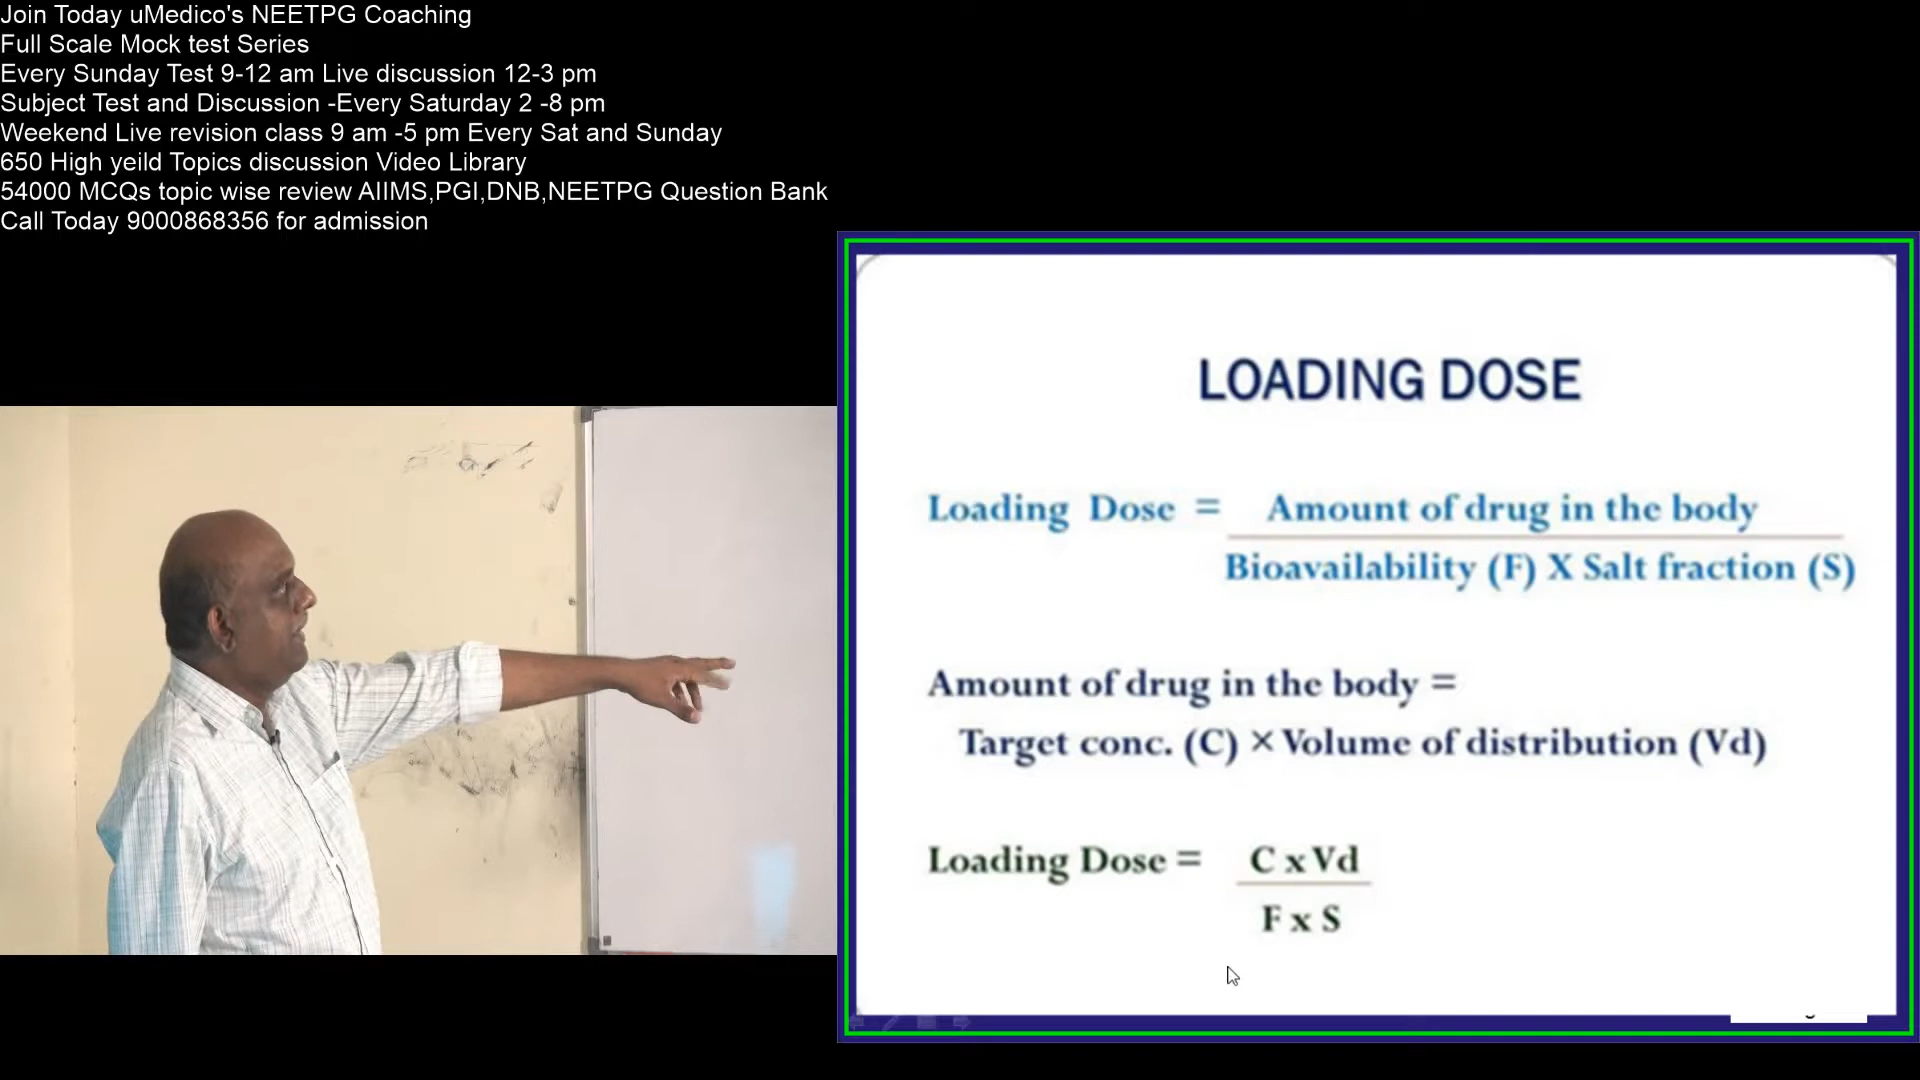 Join Today uMedico's NEETPG Coaching
Full Scale Mock test Series
Every Sunday Test 9-12 am Live discussion 12-3 pm
Subject Test and Discussion -Every Saturday 2 -8 pm
Weekend Live revision class 9 am -5 pm Every Sat and Sunday
650 High yeild Topics discussion Video Library
54000 MCQs topic wise review AIIMS,PGI,DNB,NEETPG Question Bank
Call Today 9000868356 for admission
LOADING DOSE
Loading Dose = Amount of drug in the body
Bioavailability (F) X Salt fraction (S)
Amount of drug in the body =
Target conc. (C) × Volume of distribution (Vd)
Loading Dose = C x Vd
F x S